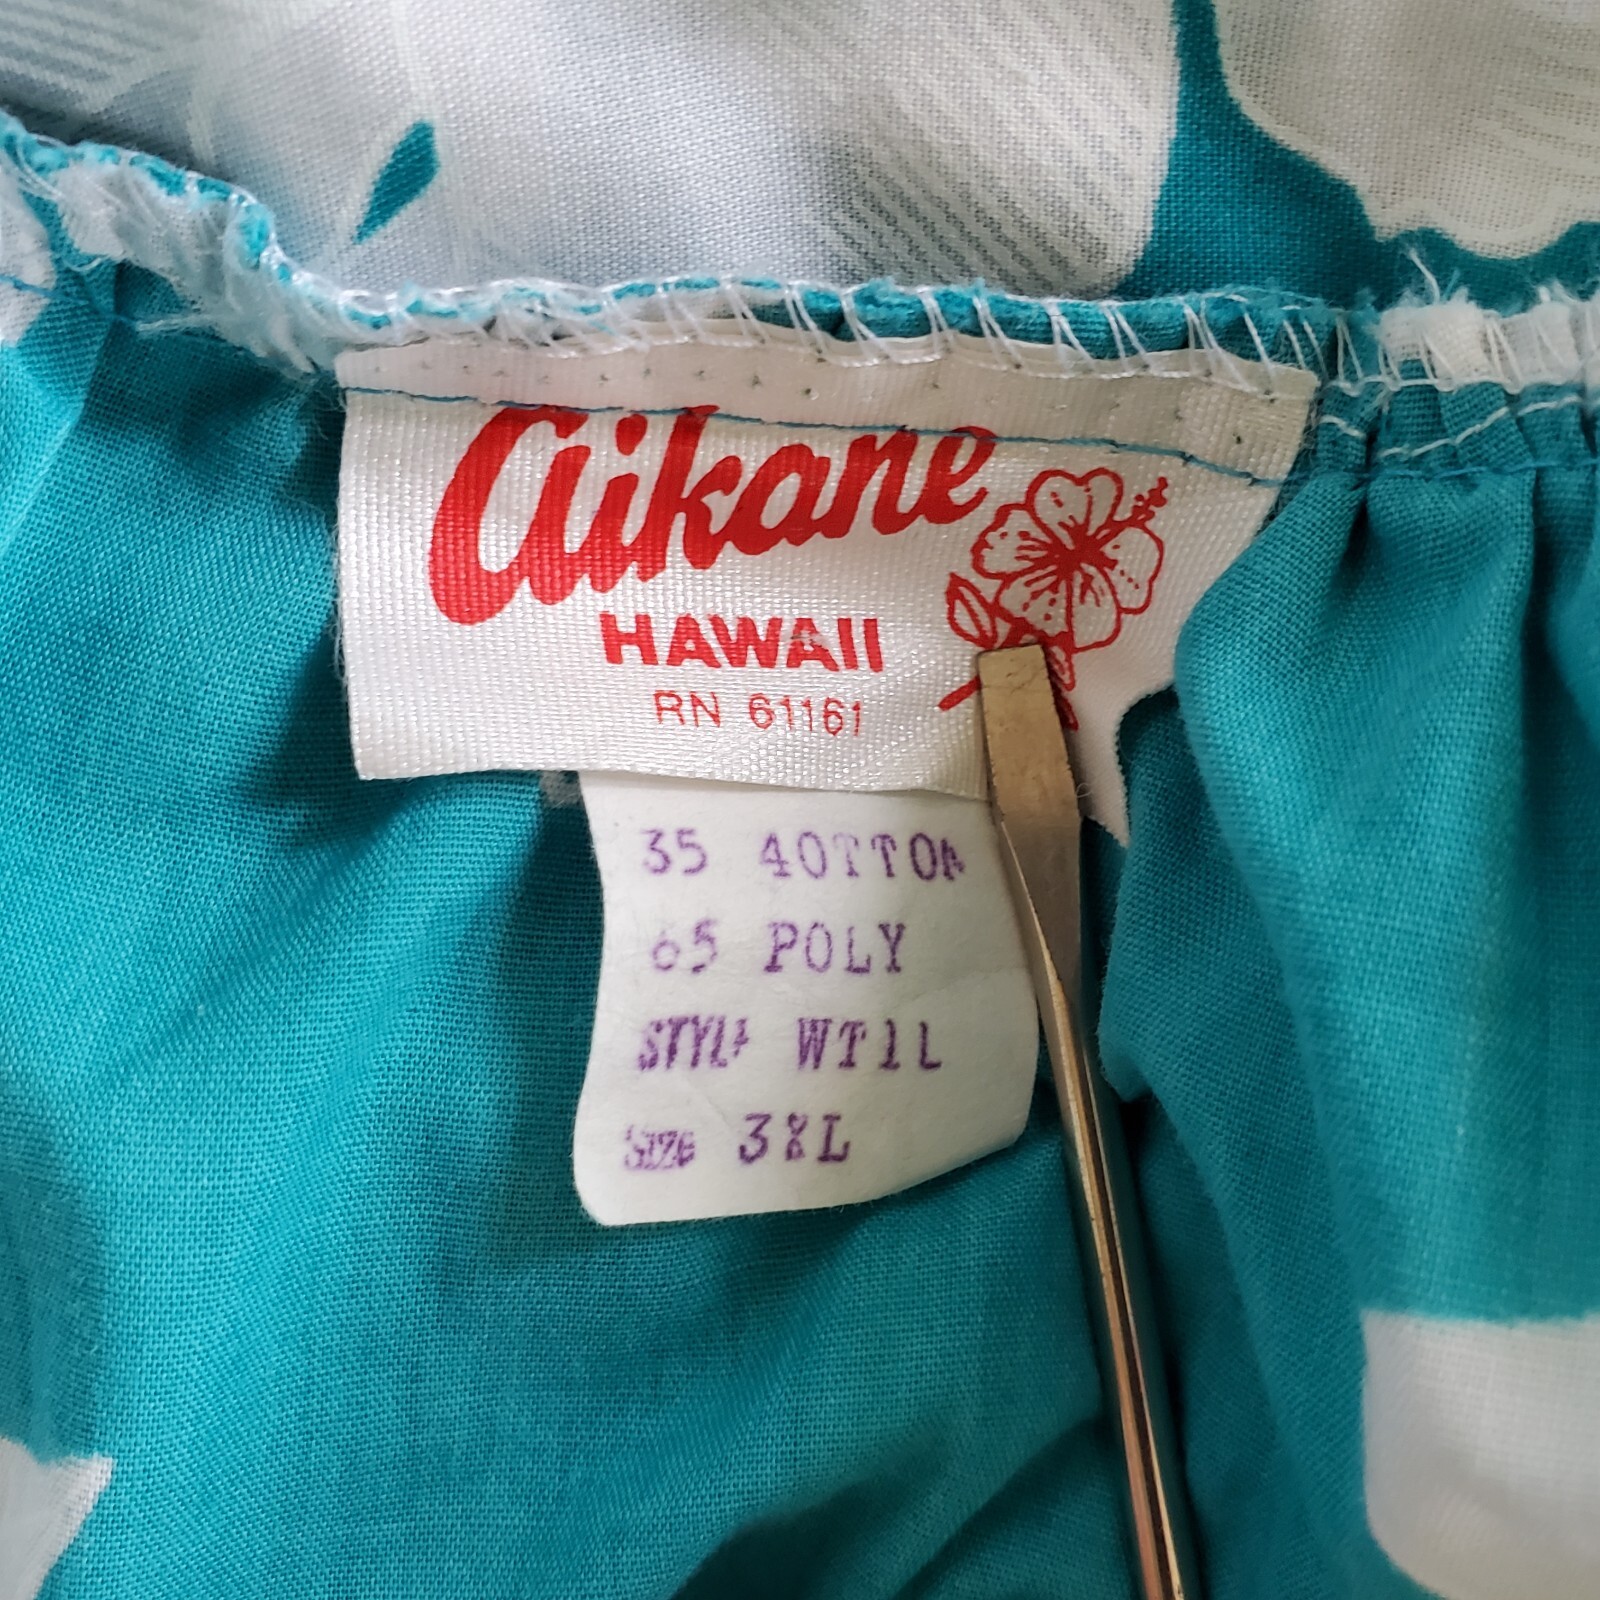 aikane
HAWAII
RN 61161
35 4OTTON
65 POLY
STYLE WT1L
SIZE 3XL